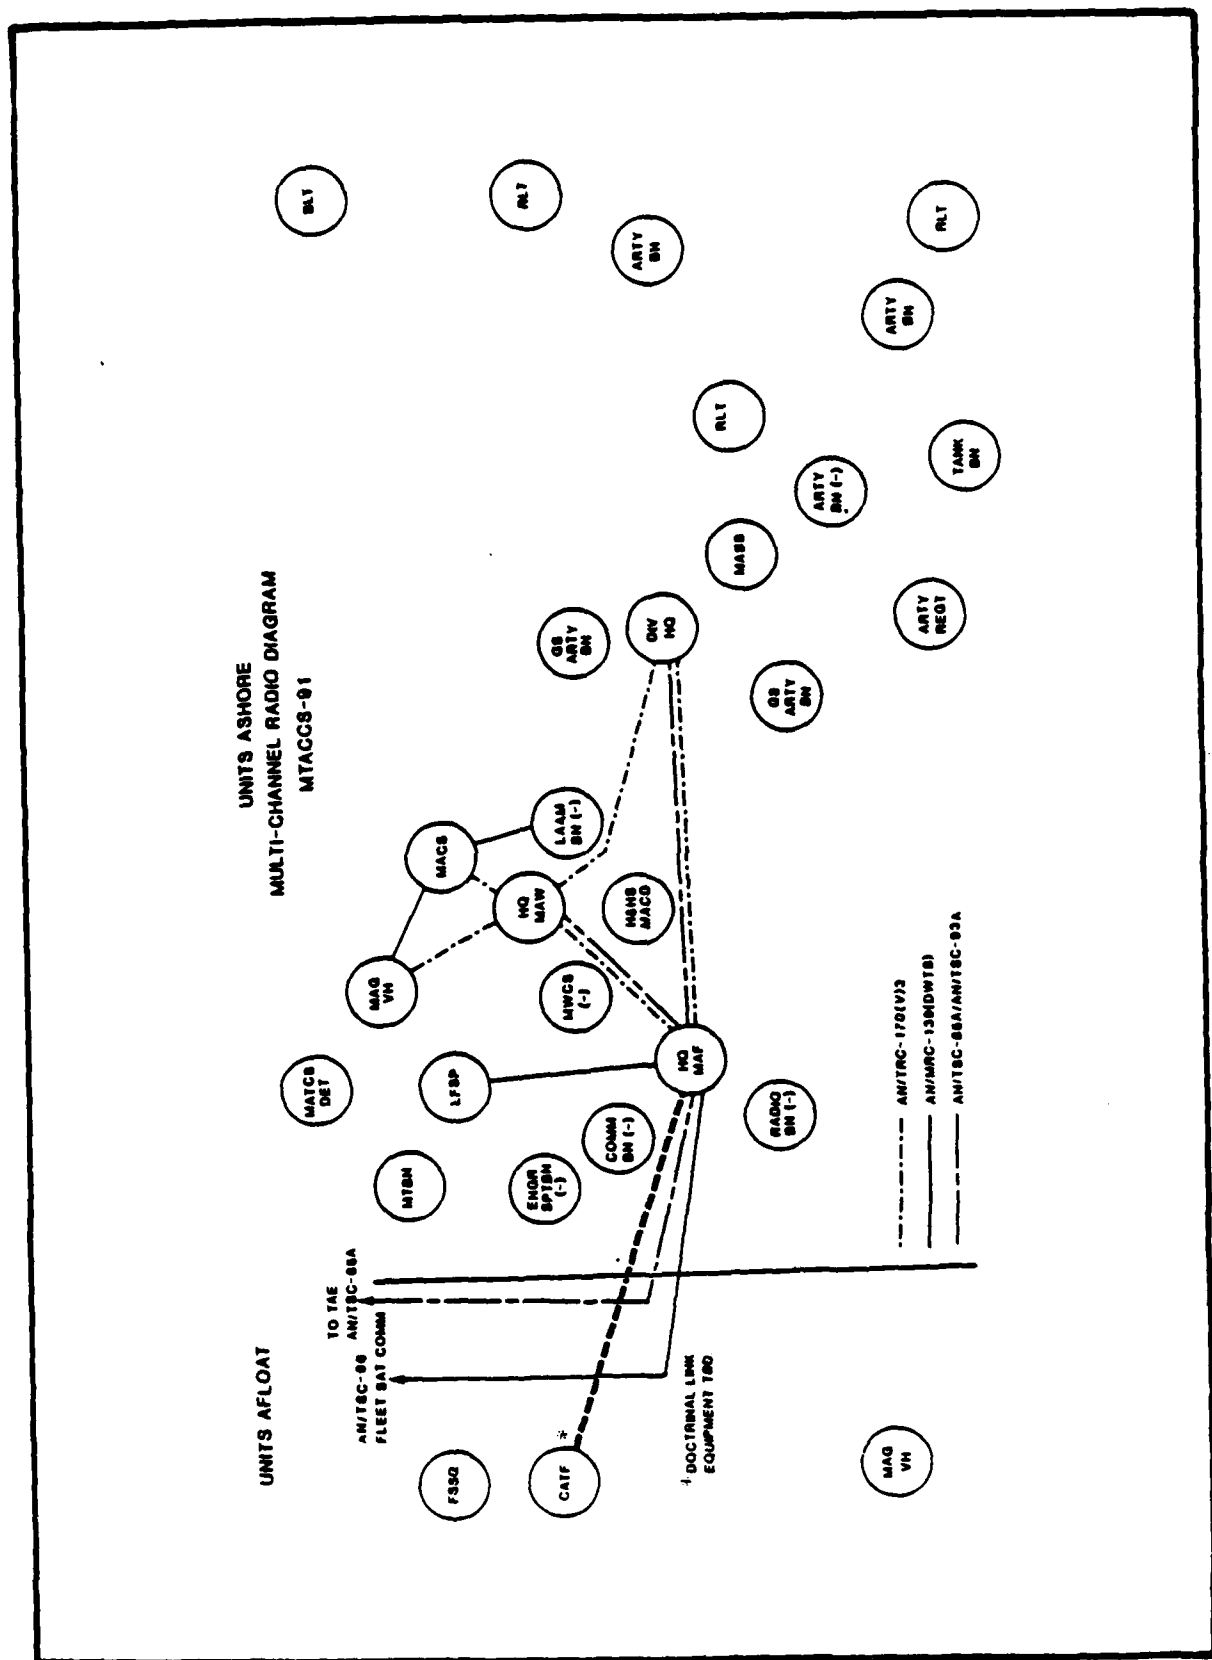 UNITS ASHORE
MULTI-CHANNEL RADIO DIAGRAM
MTACCS-91
UNITS AFLOAT
TO TAE
AN/TSC-85A
AN/TSC-96
FLEET SAT COMM
FSSG
CATF
*
* DOCTRINAL LINK
EQUIPMENT TBD
MAG
VH
MTBN
ENGR
SPTBN
(-)
COMM
BN (-)
RADIO
BN (-)
MATCS
DET
LFSP
HQ
MAF
MAG
VH
MWCS
(-)
HQ
MAW
H&HS
MACG
MACS
LAAM
BN (-)
GS
ARTY
BN
DIV
HQ
GS
ARTY
BN
MASS
ARTY
REGT
ARTY
BN (-)
RLT
TANK
BN
ARTY
BN
ARTY
BN
BLT
RLT
RLT
AN/TRC-170(V)3
AN/MRC-139(DWTS)
AN/TSC-85A/AN/TSC-93A